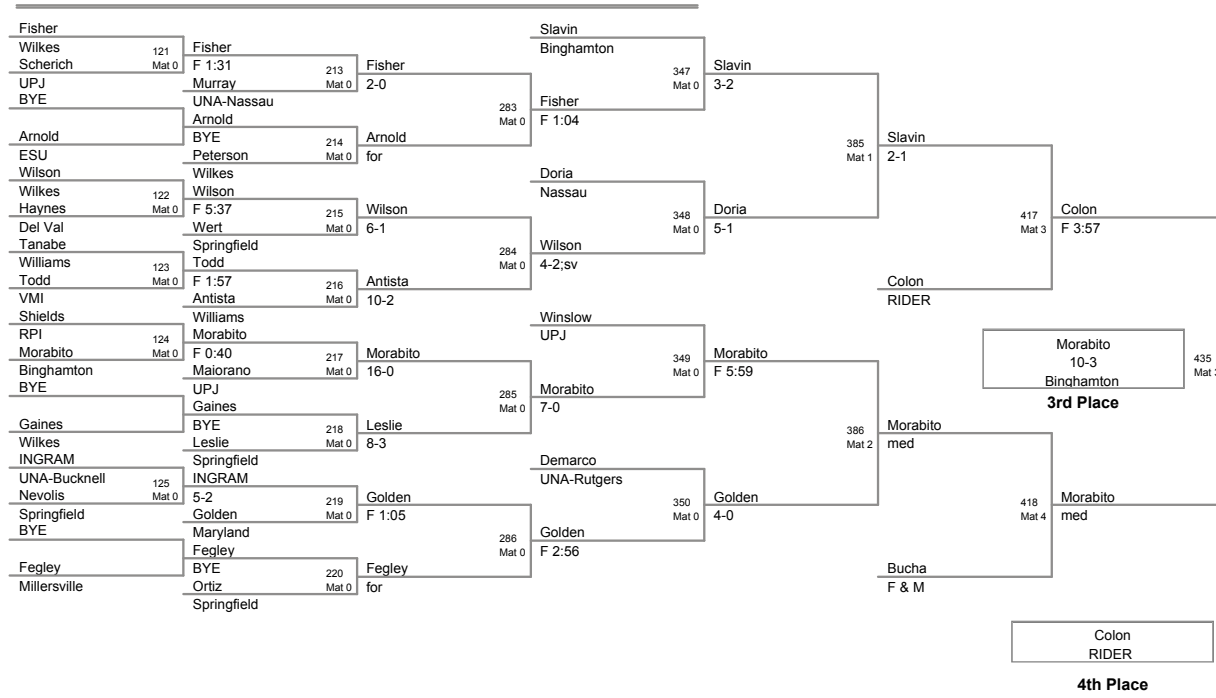 Fisher
Wilkes
Scherich
UPJ
BYE
Arnold
ESU
Wilson
Wilkes
Haynes
Del Val
Tanabe
Williams
Todd
VMI
Shields
RPI
Morabito
Binghamton
BYE
Gaines
Wilkes
INGRAM
UNA-Bucknell
Nevolis
Springfield
BYE
Fegley
Millersville
121
Mat 0
122
Mat 0
123
Mat 0
124
Mat 0
125
Mat 0
Fisher
F 1:31
Murray
UNA-Nassau
Arnold
BYE
Peterson
Wilkes
Wilson
F 5:37
Wert
Springfield
Todd
F 1:57
Antista
Williams
Morabito
F 0:40
Maiorano
UPJ
Gaines
BYE
Leslie
Springfield
INGRAM
5-2
Golden
Maryland
Fegley
BYE
Ortiz
Springfield
213
Mat 0
214
Mat 0
215
Mat 0
216
Mat 0
217
Mat 0
218
Mat 0
219
Mat 0
220
Mat 0
Fisher
2-0
Arnold
for
Wilson
6-1
Antista
10-2
Morabito
16-0
Leslie
8-3
Golden
F 1:05
Fegley
for
283
Mat 0
284
Mat 0
285
Mat 0
286
Mat 0
Slavin
Binghamton
Fisher
F 1:04
Doria
Nassau
Wilson
4-2;sv
Winslow
UPJ
Morabito
7-0
Demarco
UNA-Rutgers
Golden
F 2:56
347
Mat 0
348
Mat 0
349
Mat 0
350
Mat 0
Slavin
3-2
Doria
5-1
Morabito
F 5:59
Golden
4-0
385
Mat 1
386
Mat 2
Slavin
2-1
Colon
RIDER
Morabito
med
Bucha
F & M
417
Mat 3
418
Mat 4
Colon
F 3:57
Morabito
med
Morabito
10-3
Binghamton
3rd Place
435
Mat
Colon
RIDER
4th Place